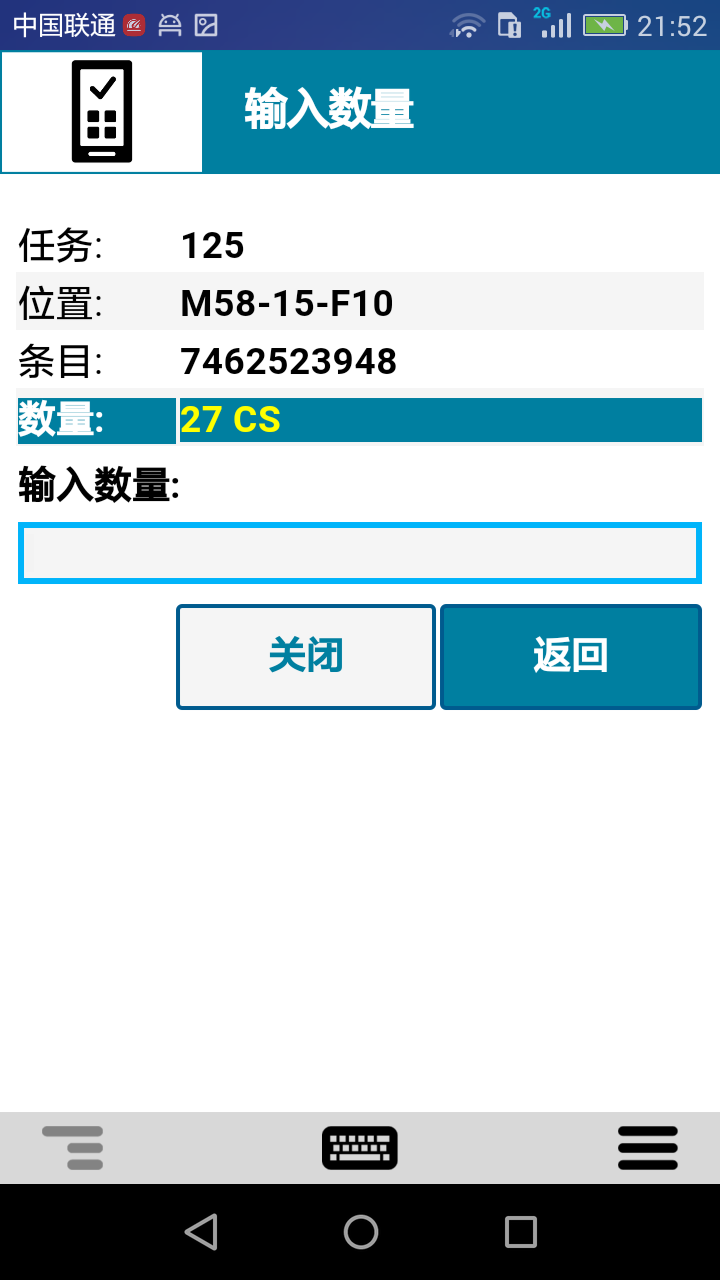 中国联通 2G 21:52
输入数量
任务: 125
位置: M58-15-F10
条目: 7462523948
数量: 27 CS
输入数量:
关闭 返回